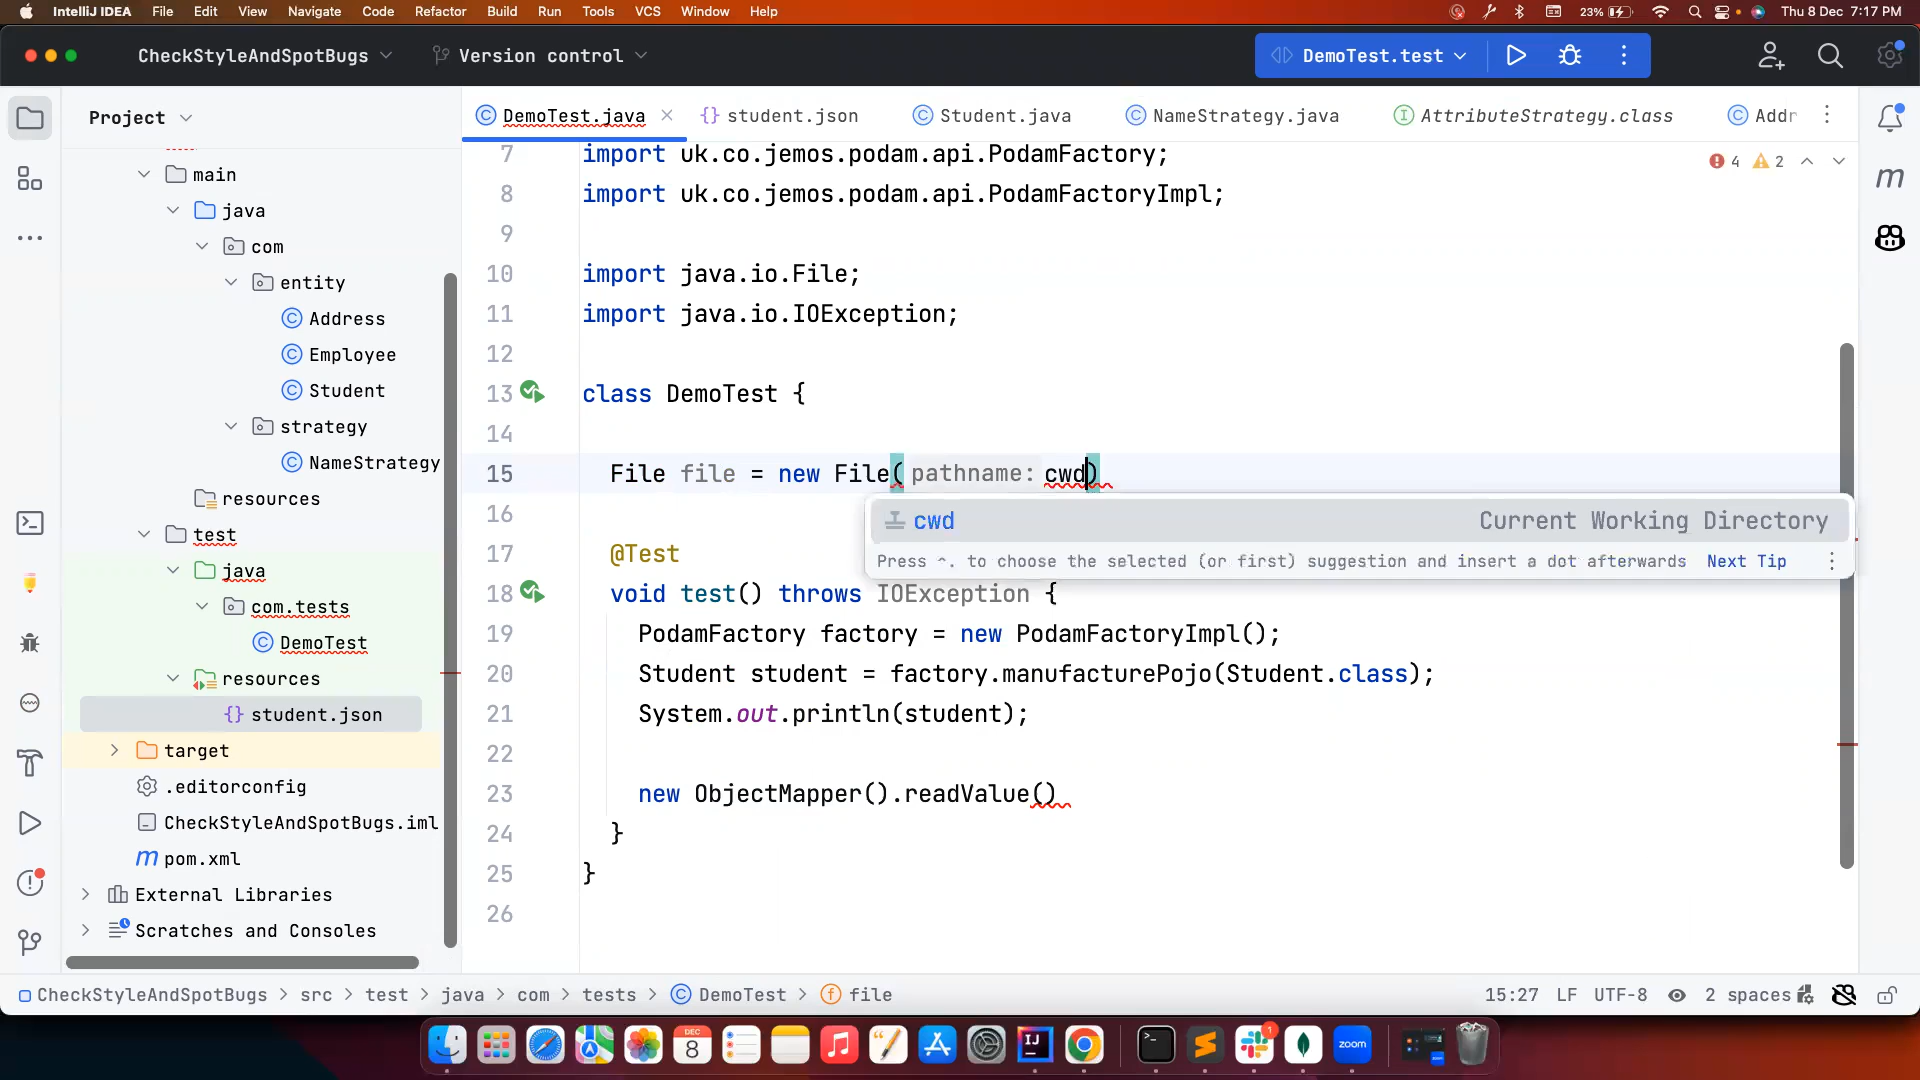 IntelliJ IDEA File Edit View Navigate Code Refactor Build Run Tools VCS Window Help 23% Thu 8 Dec 7:17 PM
CheckStyleAndSpotBugs Version control DemoTest.test
Project
DemoTest.java student.json Student.java NameStrategy.java AttributeStrategy.class Addr
main
java
com
entity
Address
Employee
Student
strategy
NameStrategy
resources
test
java
com.tests
DemoTest
resources
student.json
target
.editorconfig
CheckStyleAndSpotBugs.iml
pom.xml
External Libraries
Scratches and Consoles
4 2
7 import uk.co.jemos.podam.api.PodamFactory;
8 import uk.co.jemos.podam.api.PodamFactoryImpl;
9
10 import java.io.File;
11 import java.io.IOException;
12
13 class DemoTest {
14
15 File file = new File( pathname: cwd)
16
17 @Test
18 void test() throws IOException {
19 PodamFactory factory = new PodamFactoryImpl();
20 Student student = factory.manufacturePojo(Student.class);
21 System.out.println(student);
22
23 new ObjectMapper().readValue()
24 }
25 }
26
cwd Current Working Directory
Press ^. to choose the selected (or first) suggestion and insert a dot afterwards Next Tip
m
CheckStyleAndSpotBugs > src > test > java > com > tests > DemoTest > file 15:27 LF UTF-8 2 spaces
DEC
8
IJ
1
zoom